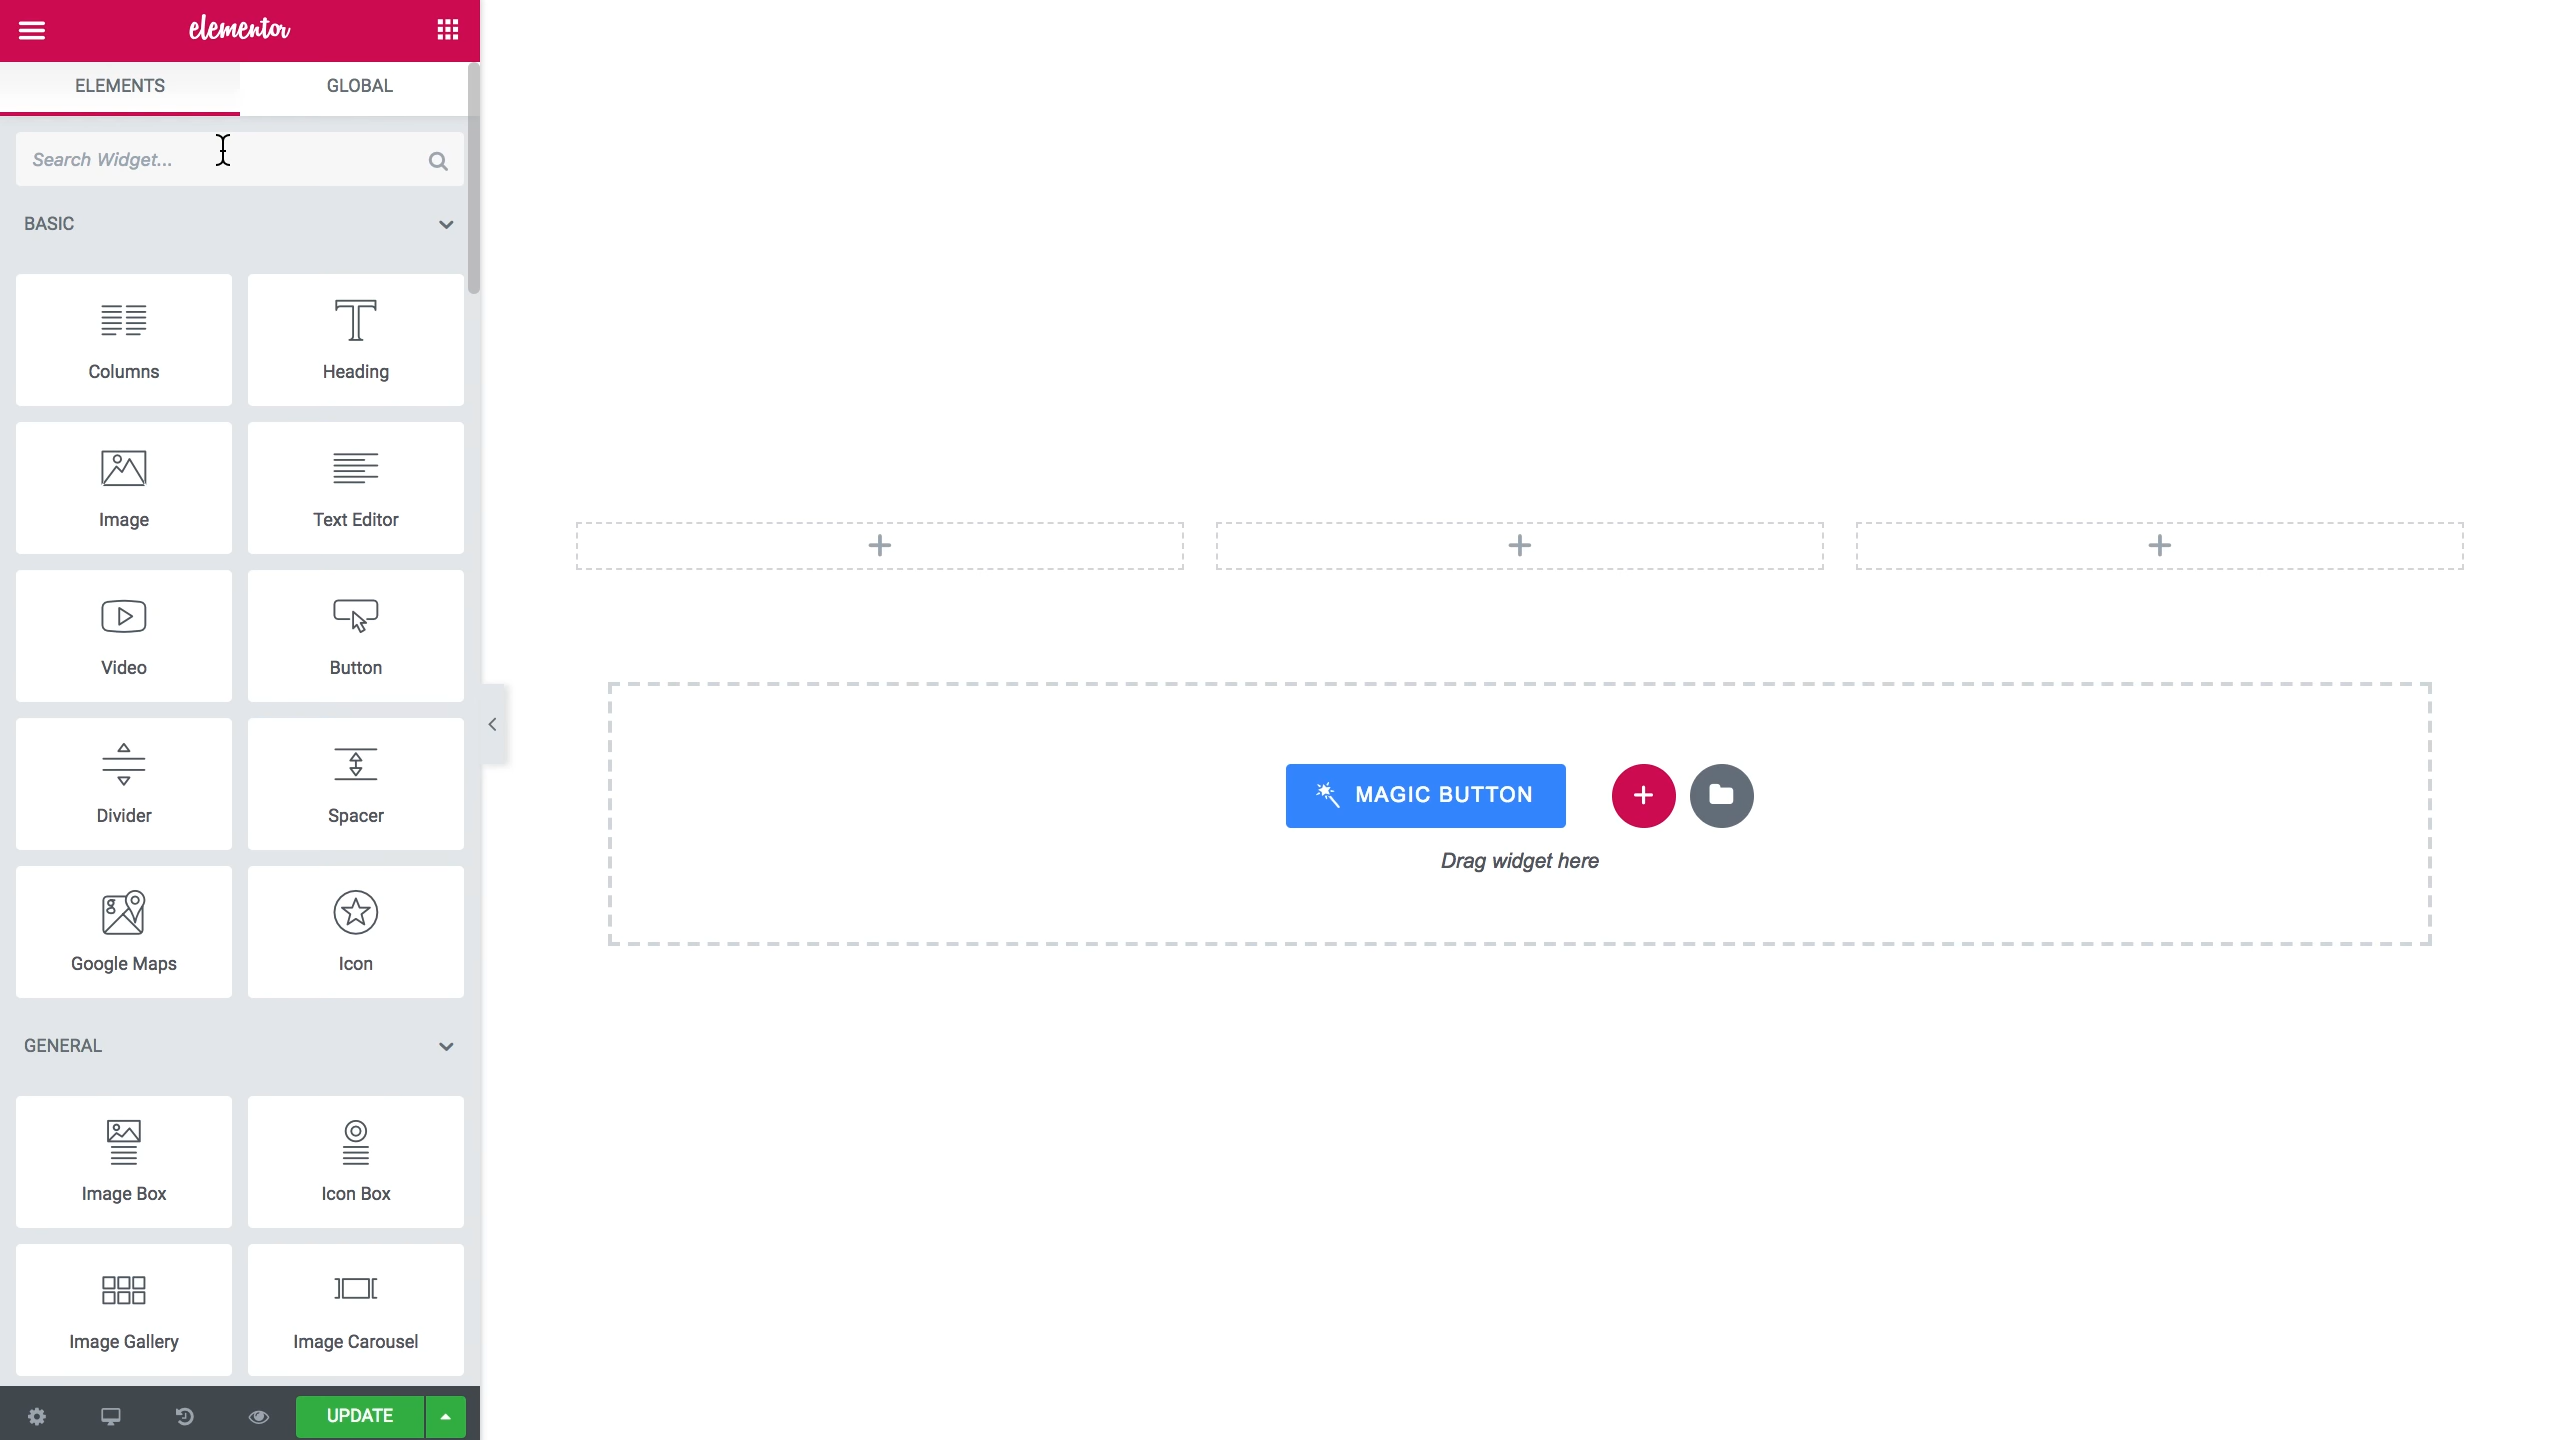 elementor
ELEMENTS
GLOBAL
Search Widget...
BASIC
Columns
Heading
Image
Text Editor
Video
Button
Divider
Spacer
Google Maps
Icon
GENERAL
Image Box
Icon Box
Image Gallery
Image Carousel
UPDATE
MAGIC BUTTON
Drag widget here